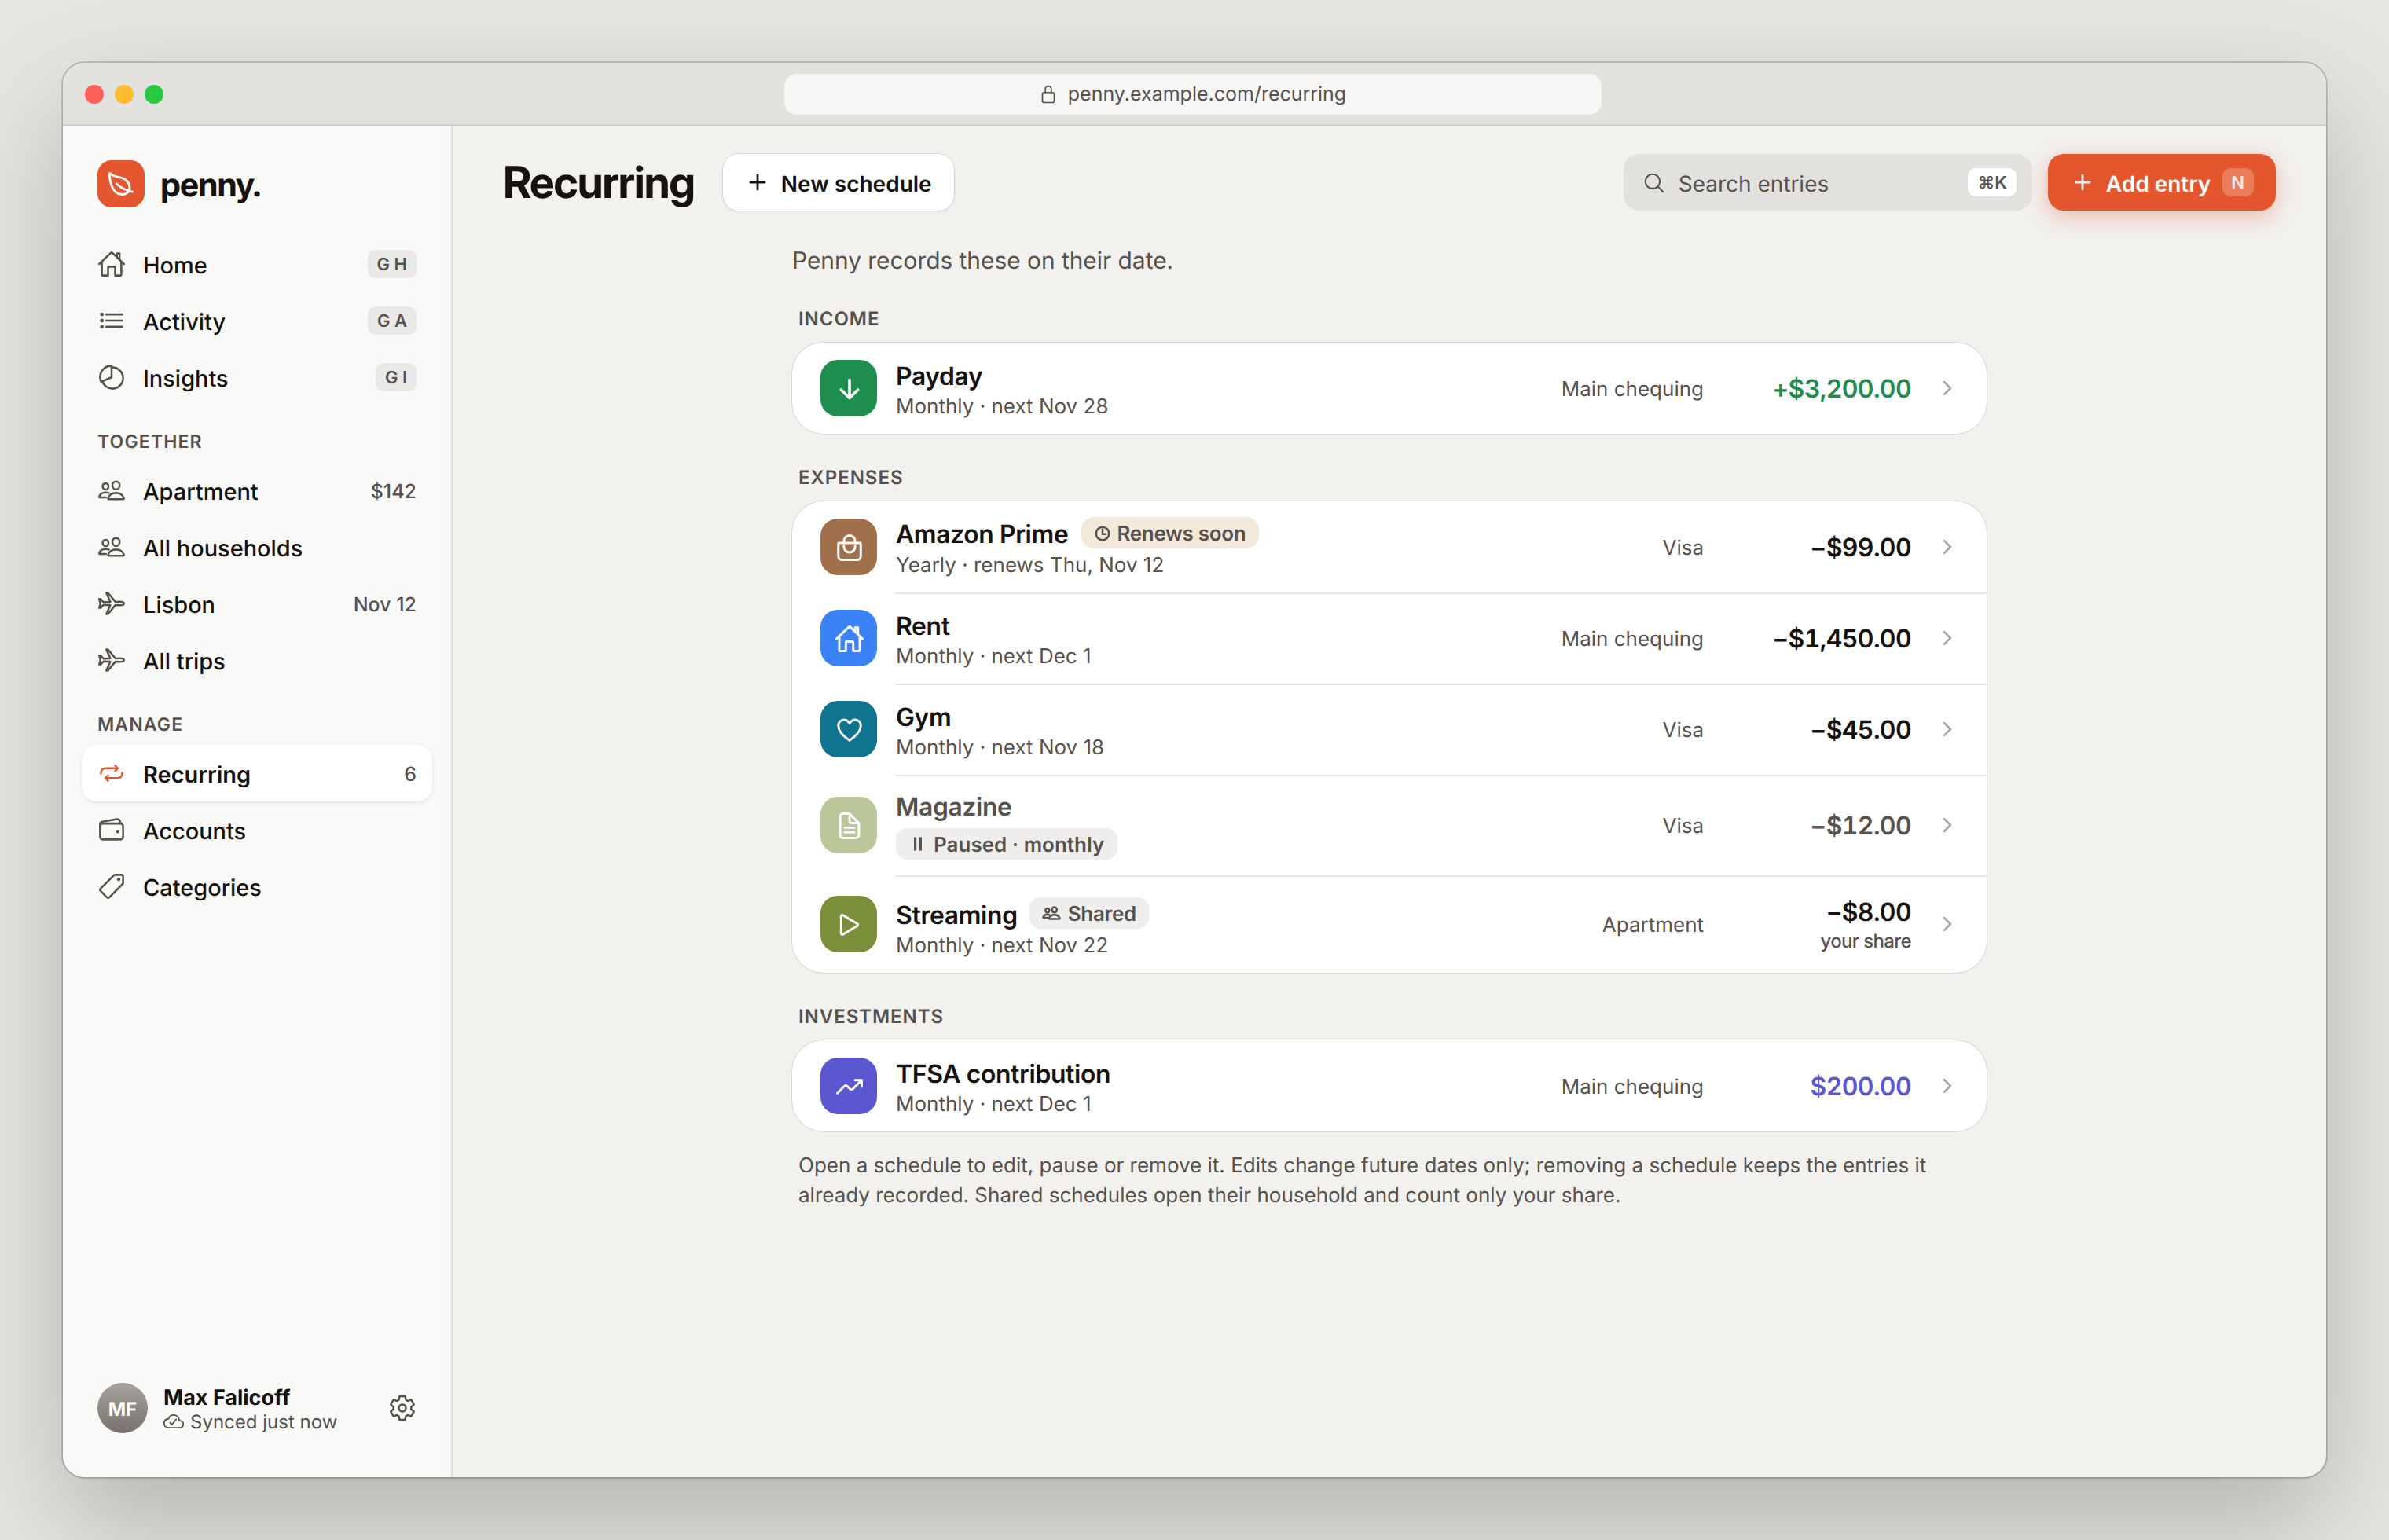 penny.example.com/recurring
penny.
Home G H
Activity G A
Insights G I
TOGETHER
Apartment $142
All households
Lisbon Nov 12
All trips
MANAGE
Recurring 6
Accounts
Categories
MF
Max Falicoff
Synced just now
Recurring
New schedule
Search entries ⌘K
Add entry N
Penny records these on their date.
INCOME
Payday
Monthly · next Nov 28
Main chequing
+$3,200.00
EXPENSES
Amazon Prime Renews soon
Yearly · renews Thu, Nov 12
Visa
−$99.00
Rent
Monthly · next Dec 1
Main chequing
−$1,450.00
Gym
Monthly · next Nov 18
Visa
−$45.00
Magazine
Paused · monthly
Visa
−$12.00
Streaming Shared
Monthly · next Nov 22
Apartment
−$8.00
your share
INVESTMENTS
TFSA contribution
Monthly · next Dec 1
Main chequing
$200.00
Open a schedule to edit, pause or remove it. Edits change future dates only; removing a schedule keeps the entries it
already recorded. Shared schedules open their household and count only your share.